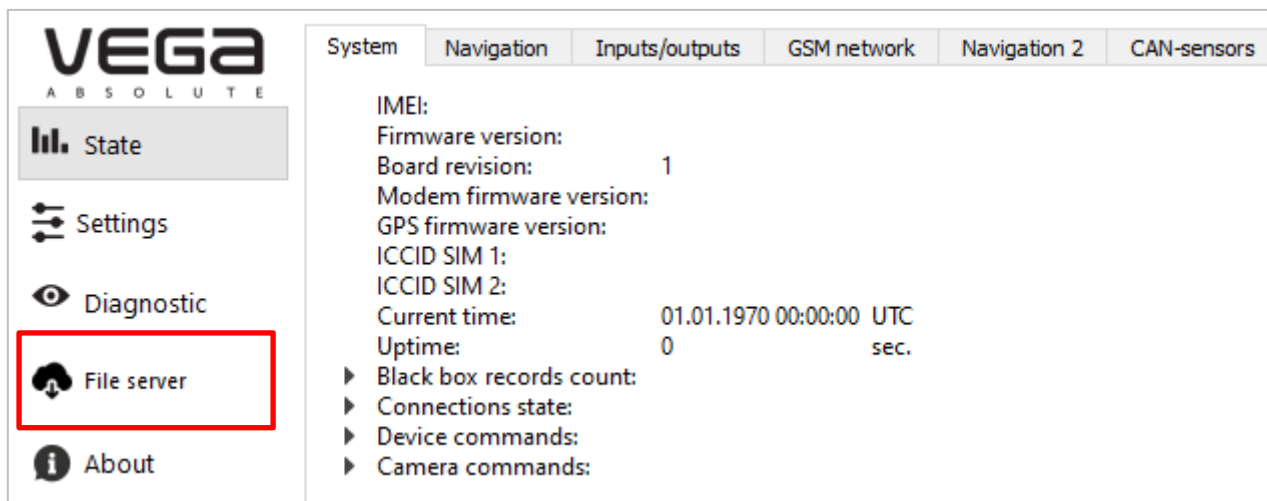 VEGA
ABSOLUTE
State
Settings
Diagnostic
File server
About
System Navigation Inputs/outputs GSM network Navigation 2 CAN-sensors
IMEI:
Firmware version:
Board revision: 1
Modem firmware version:
GPS firmware version:
ICCID SIM 1:
ICCID SIM 2:
Current time: 01.01.1970 00:00:00 UTC
Uptime: 0 sec.
Black box records count:
Connections state:
Device commands:
Camera commands: